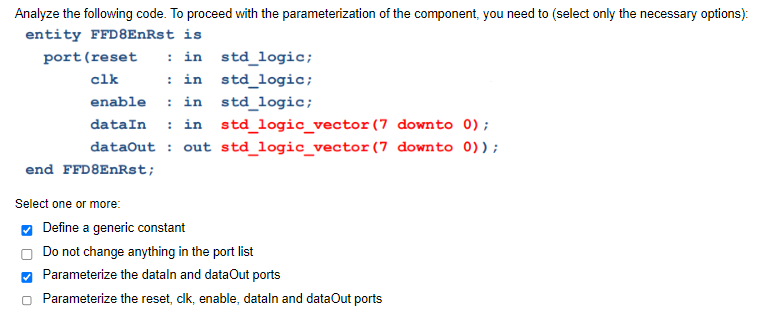 Analyze the following code. To proceed with the parameterization of the component, you need to (select only the necessary options):
entity FFD8EnRst is
port(reset : in std_logic;
clk : in std_logic;
enable : in std_logic;
dataIn : in std_logic_vector(7 downto 0);
dataOut : out std_logic_vector(7 downto 0));
end FFD8EnRst;
Select one or more:
Define a generic constant
Do not change anything in the port list
Parameterize the dataIn and dataOut ports
Parameterize the reset, clk, enable, dataIn and dataOut ports